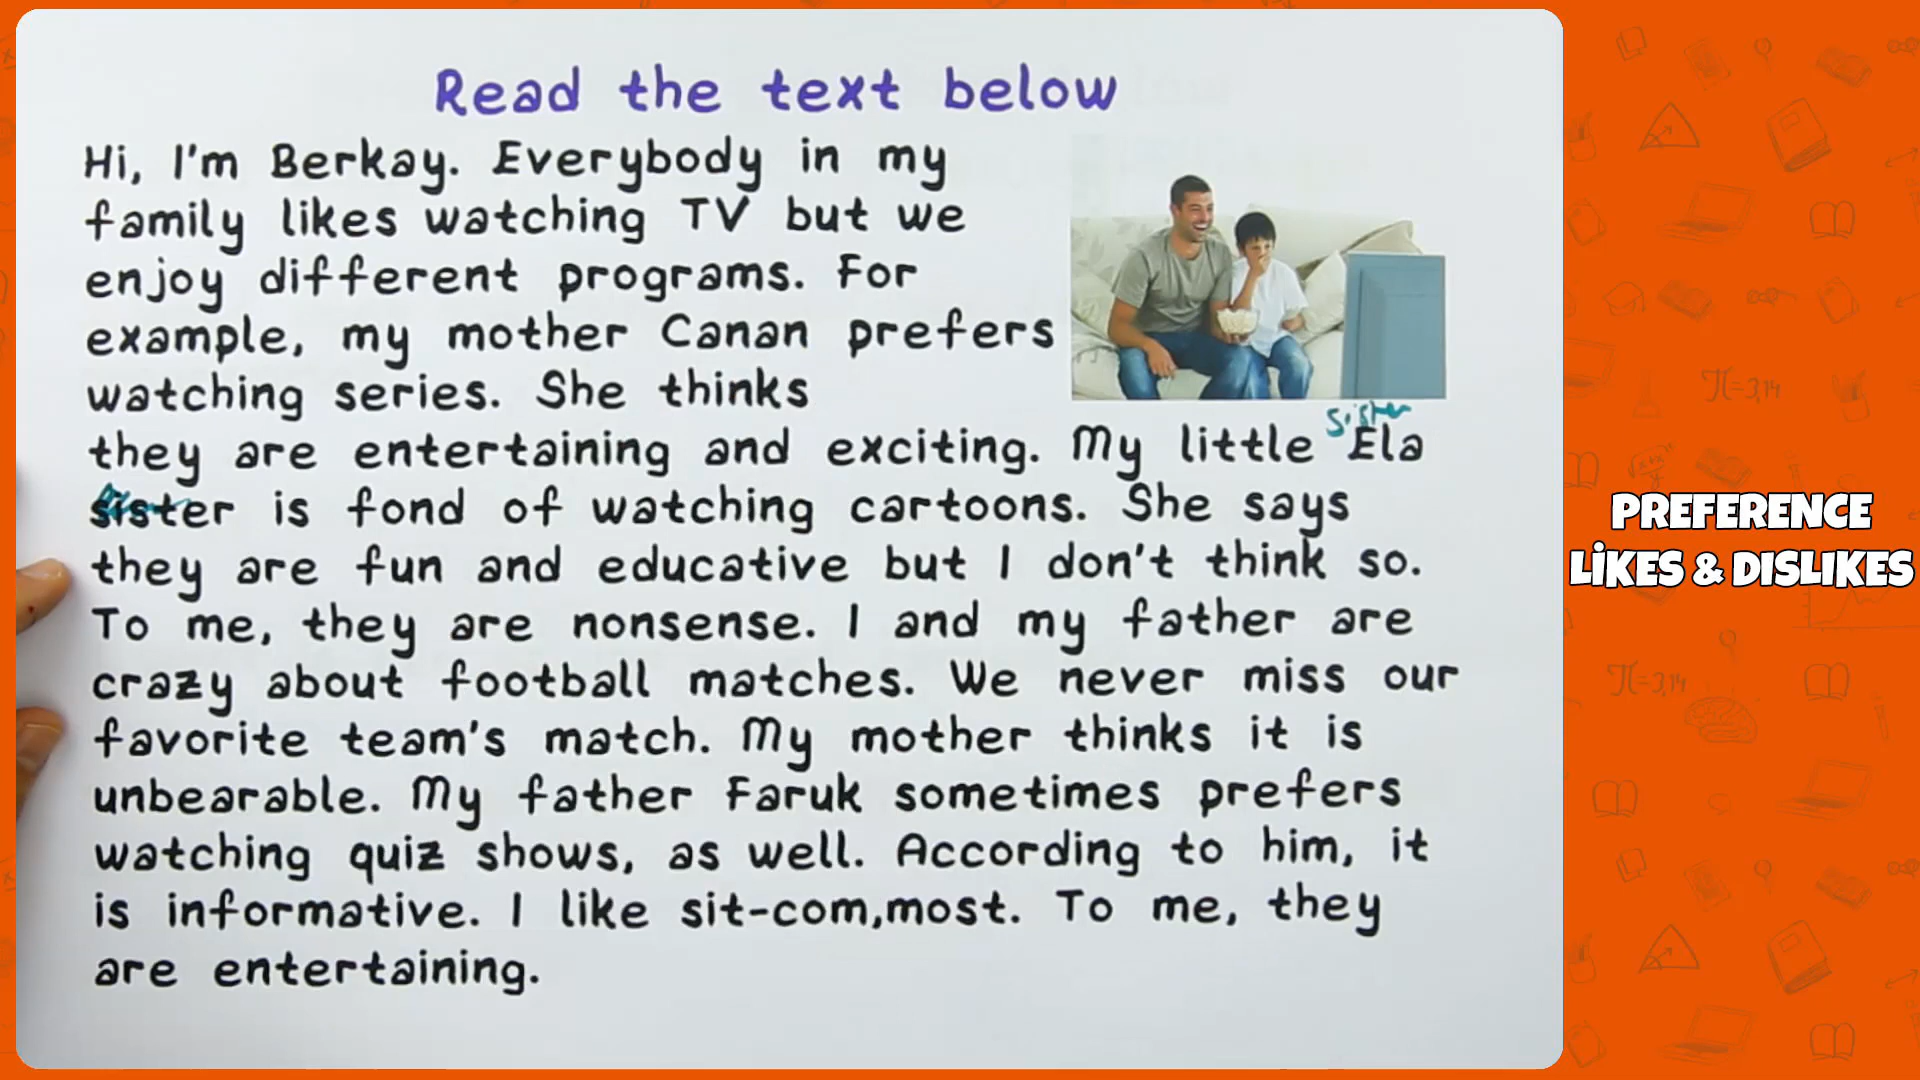 Read the text below
Hi, I'm Berkay. Everybody in my
family likes watching TV but we
enjoy different programs. For
example, my mother Canan prefers
watching series. She thinks
they are entertaining and exciting. My little sister Ela
sister is fond of watching cartoons. She says
they are fun and educative but I don't think so.
To me, they are nonsense. I and my father are
crazy about football matches. We never miss our
favorite team's match. My mother thinks it is
unbearable. My father Faruk sometimes prefers
watching quiz shows, as well. According to him, it
is informative. I like sit-com,most. To me, they
are entertaining.
PREFERENCE
LİKES & DISLIKES
π=3,14
π=3,14